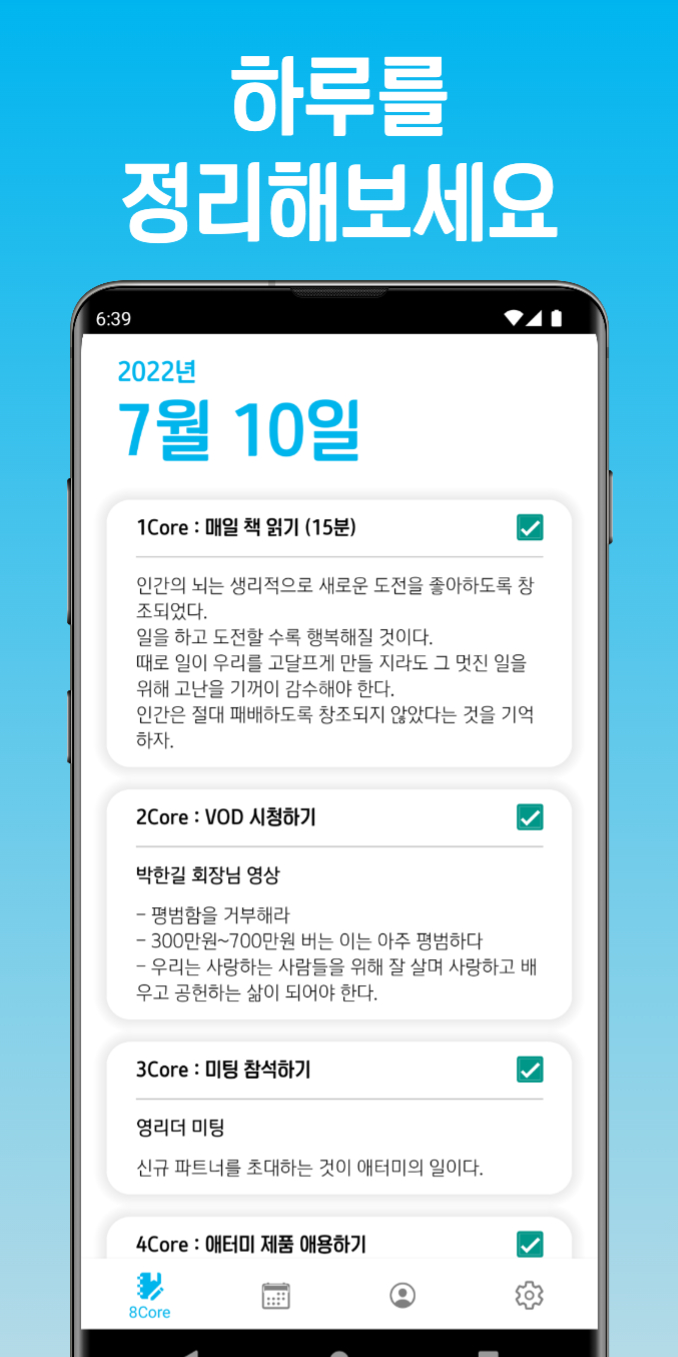 하루를
정리해보세요
6:39
2022년
7월 10일
1Core : 매일 책 읽기 (15분)
인간의 뇌는 생리적으로 새로운 도전을 좋아하도록 창
조되었다.
일을 하고 도전할 수록 행복해질 것이다.
때로 일이 우리를 고달프게 만들 지라도 그 멋진 일을
위해 고난을 기꺼이 감수해야 한다.
인간은 절대 패배하도록 창조되지 않았다는 것을 기억
하자.
2Core : VOD 시청하기
박한길 회장님 영상
- 평범함을 거부해라
- 300만원~700만원 버는 이는 아주 평범하다
- 우리는 사랑하는 사람들을 위해 잘 살며 사랑하고 배
우고 공헌하는 삶이 되어야 한다.
3Core : 미팅 참석하기
영리더 미팅
신규 파트너를 초대하는 것이 애터미의 일이다.
4Core : 애터미 제품 애용하기
8Core